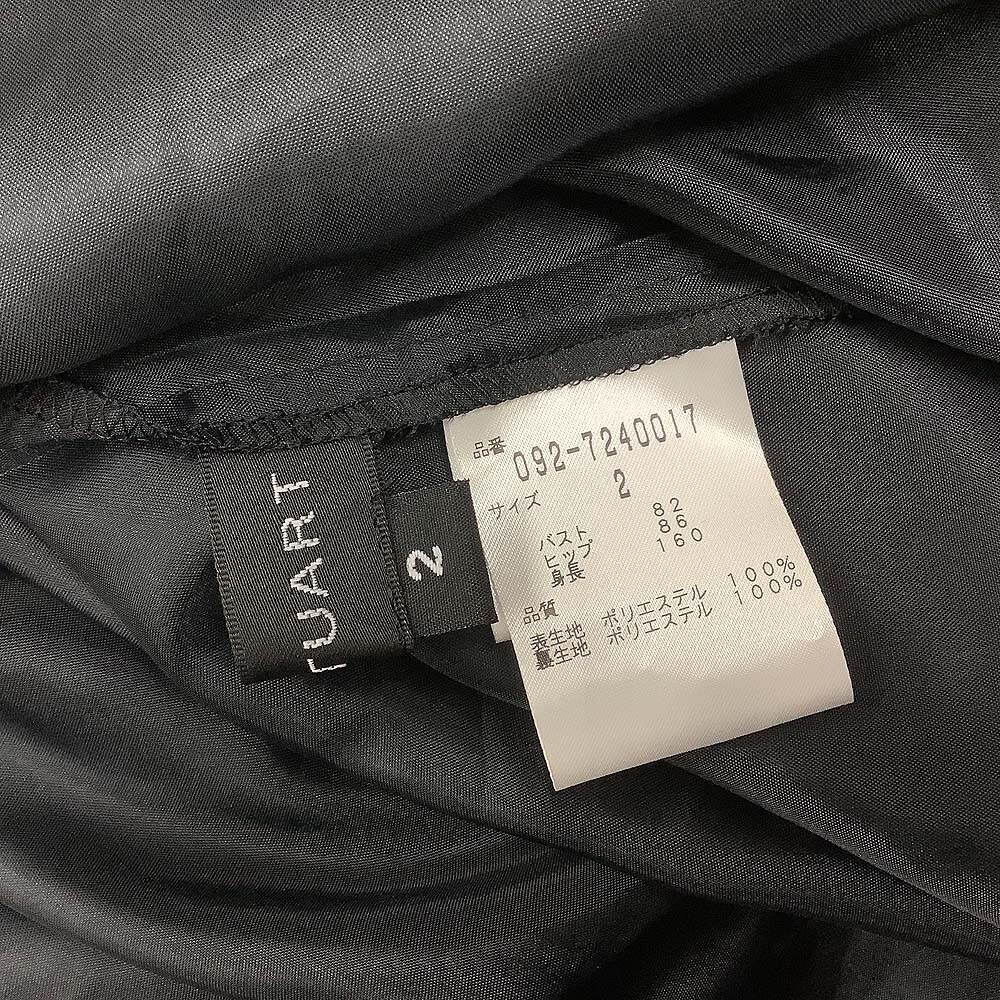 TUART
2
品番 092-7240017
サイズ 2
バスト 82
ヒップ 86
身長 160
品質
表生地 ポリエステル 100%
裏生地 ポリエステル 100%